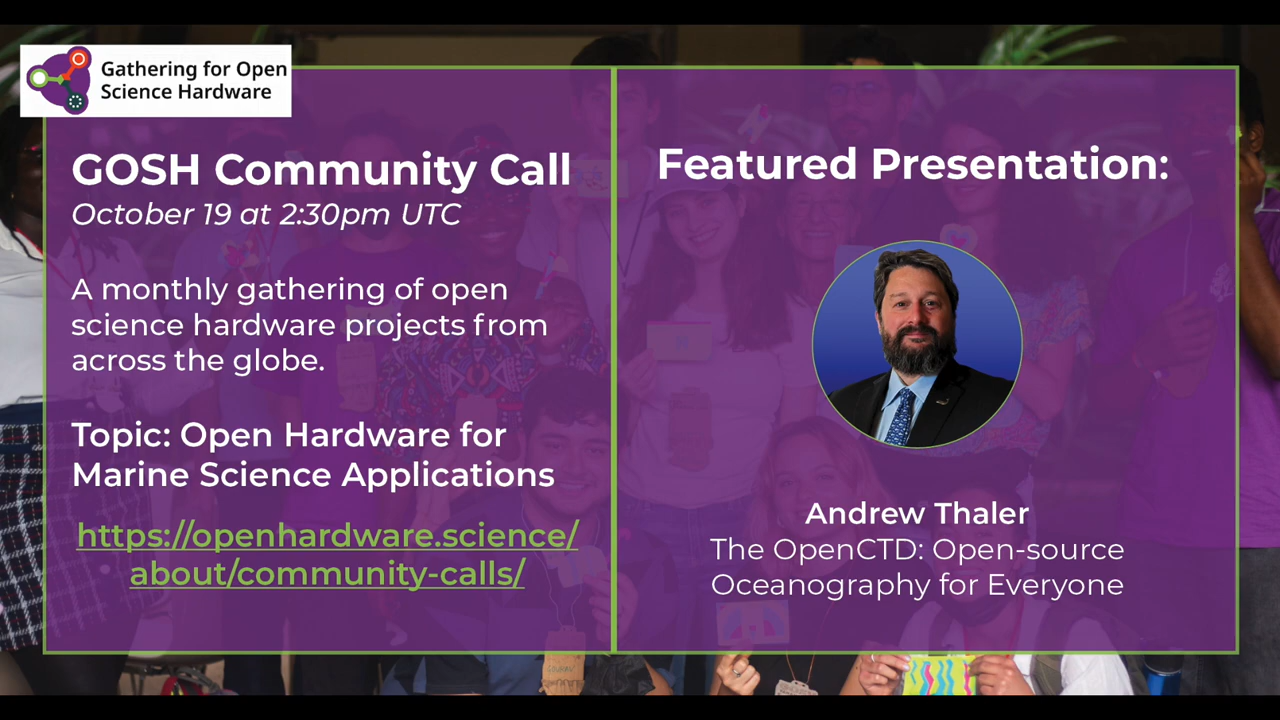 Gathering for Open
Science Hardware
GOSH Community Call
October 19 at 2:30pm UTC
A monthly gathering of open
science hardware projects from
across the globe.
Topic: Open Hardware for
Marine Science Applications
https://openhardware.science/
about/community-calls/
Featured Presentation:
Andrew Thaler
The OpenCTD: Open-source
Oceanography for Everyone